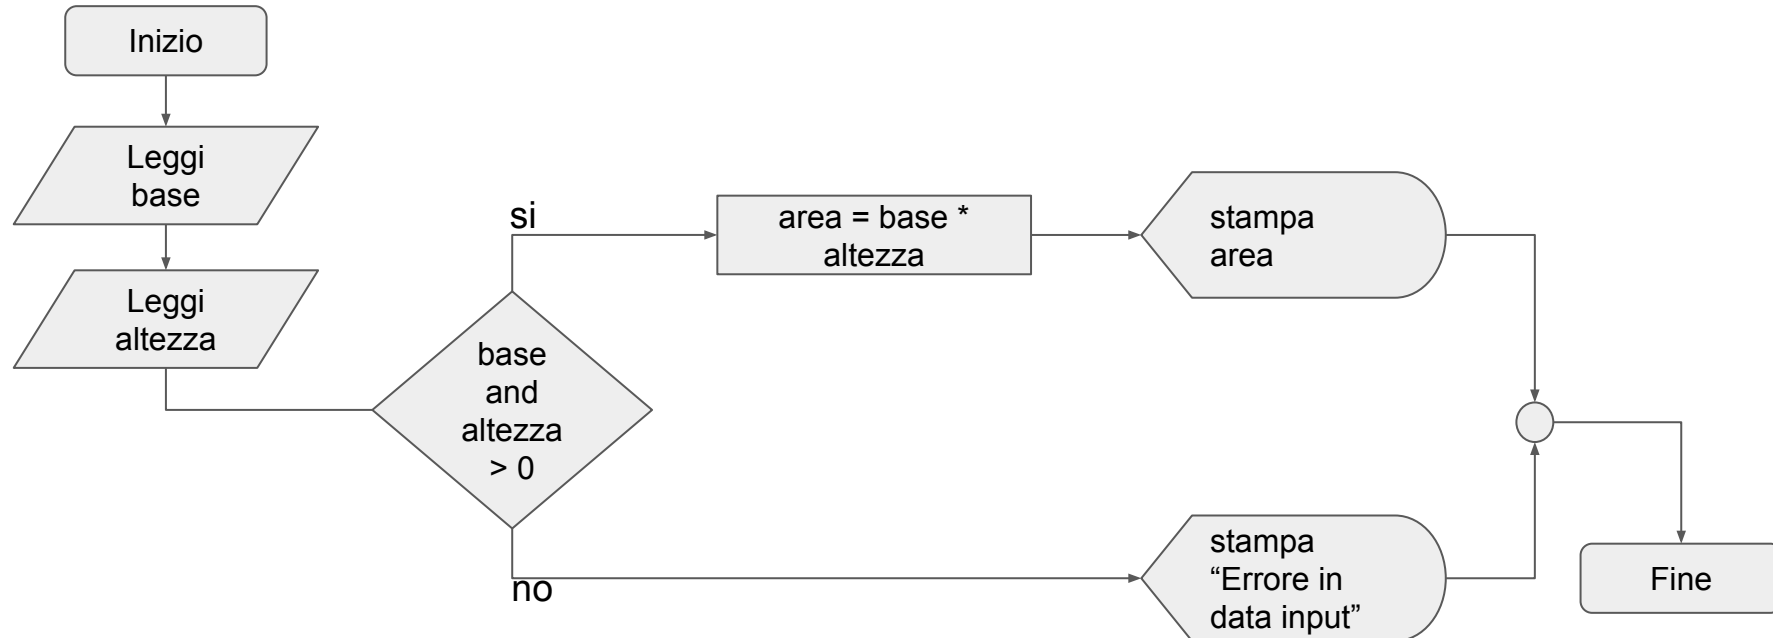 Inizio
Leggi
base
Leggi
altezza
base
and
altezza
> 0
si
area = base *
altezza
stampa
area
no
stampa
“Errore in
data input”
Fine